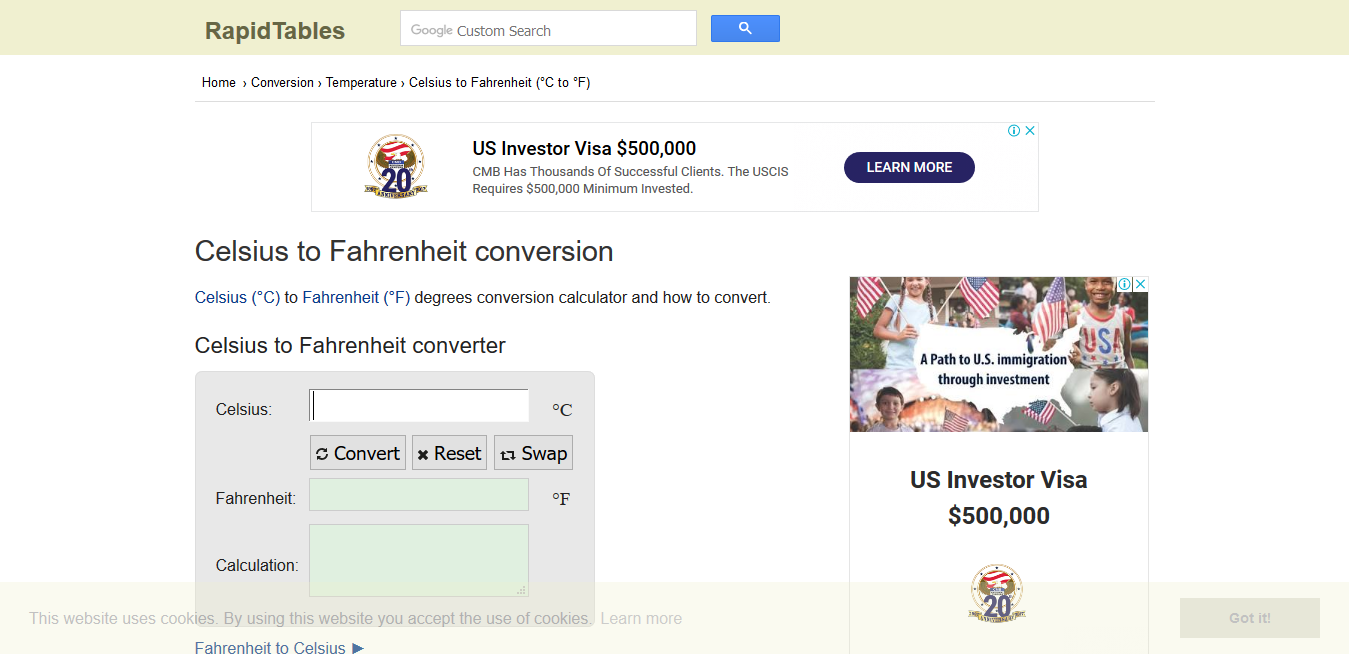 RapidTables
Google Custom Search
Home › Conversion › Temperature › Celsius to Fahrenheit (°C to °F)
20
ANNIVERSARY
US Investor Visa $500,000
CMB Has Thousands Of Successful Clients. The USCIS
Requires $500,000 Minimum Invested.
LEARN MORE
Celsius to Fahrenheit conversion
Celsius (°C) to Fahrenheit (°F) degrees conversion calculator and how to convert.
Celsius to Fahrenheit converter
Celsius:
°C
Convert
Reset
Swap
Fahrenheit:
°F
Calculation:
USA
A Path to U.S. immigration
through investment
US Investor Visa
$500,000
20
ANNIVERSARY
This website uses cookies. By using this website you accept the use of cookies. Learn more
Got it!
Fahrenheit to Celsius ►